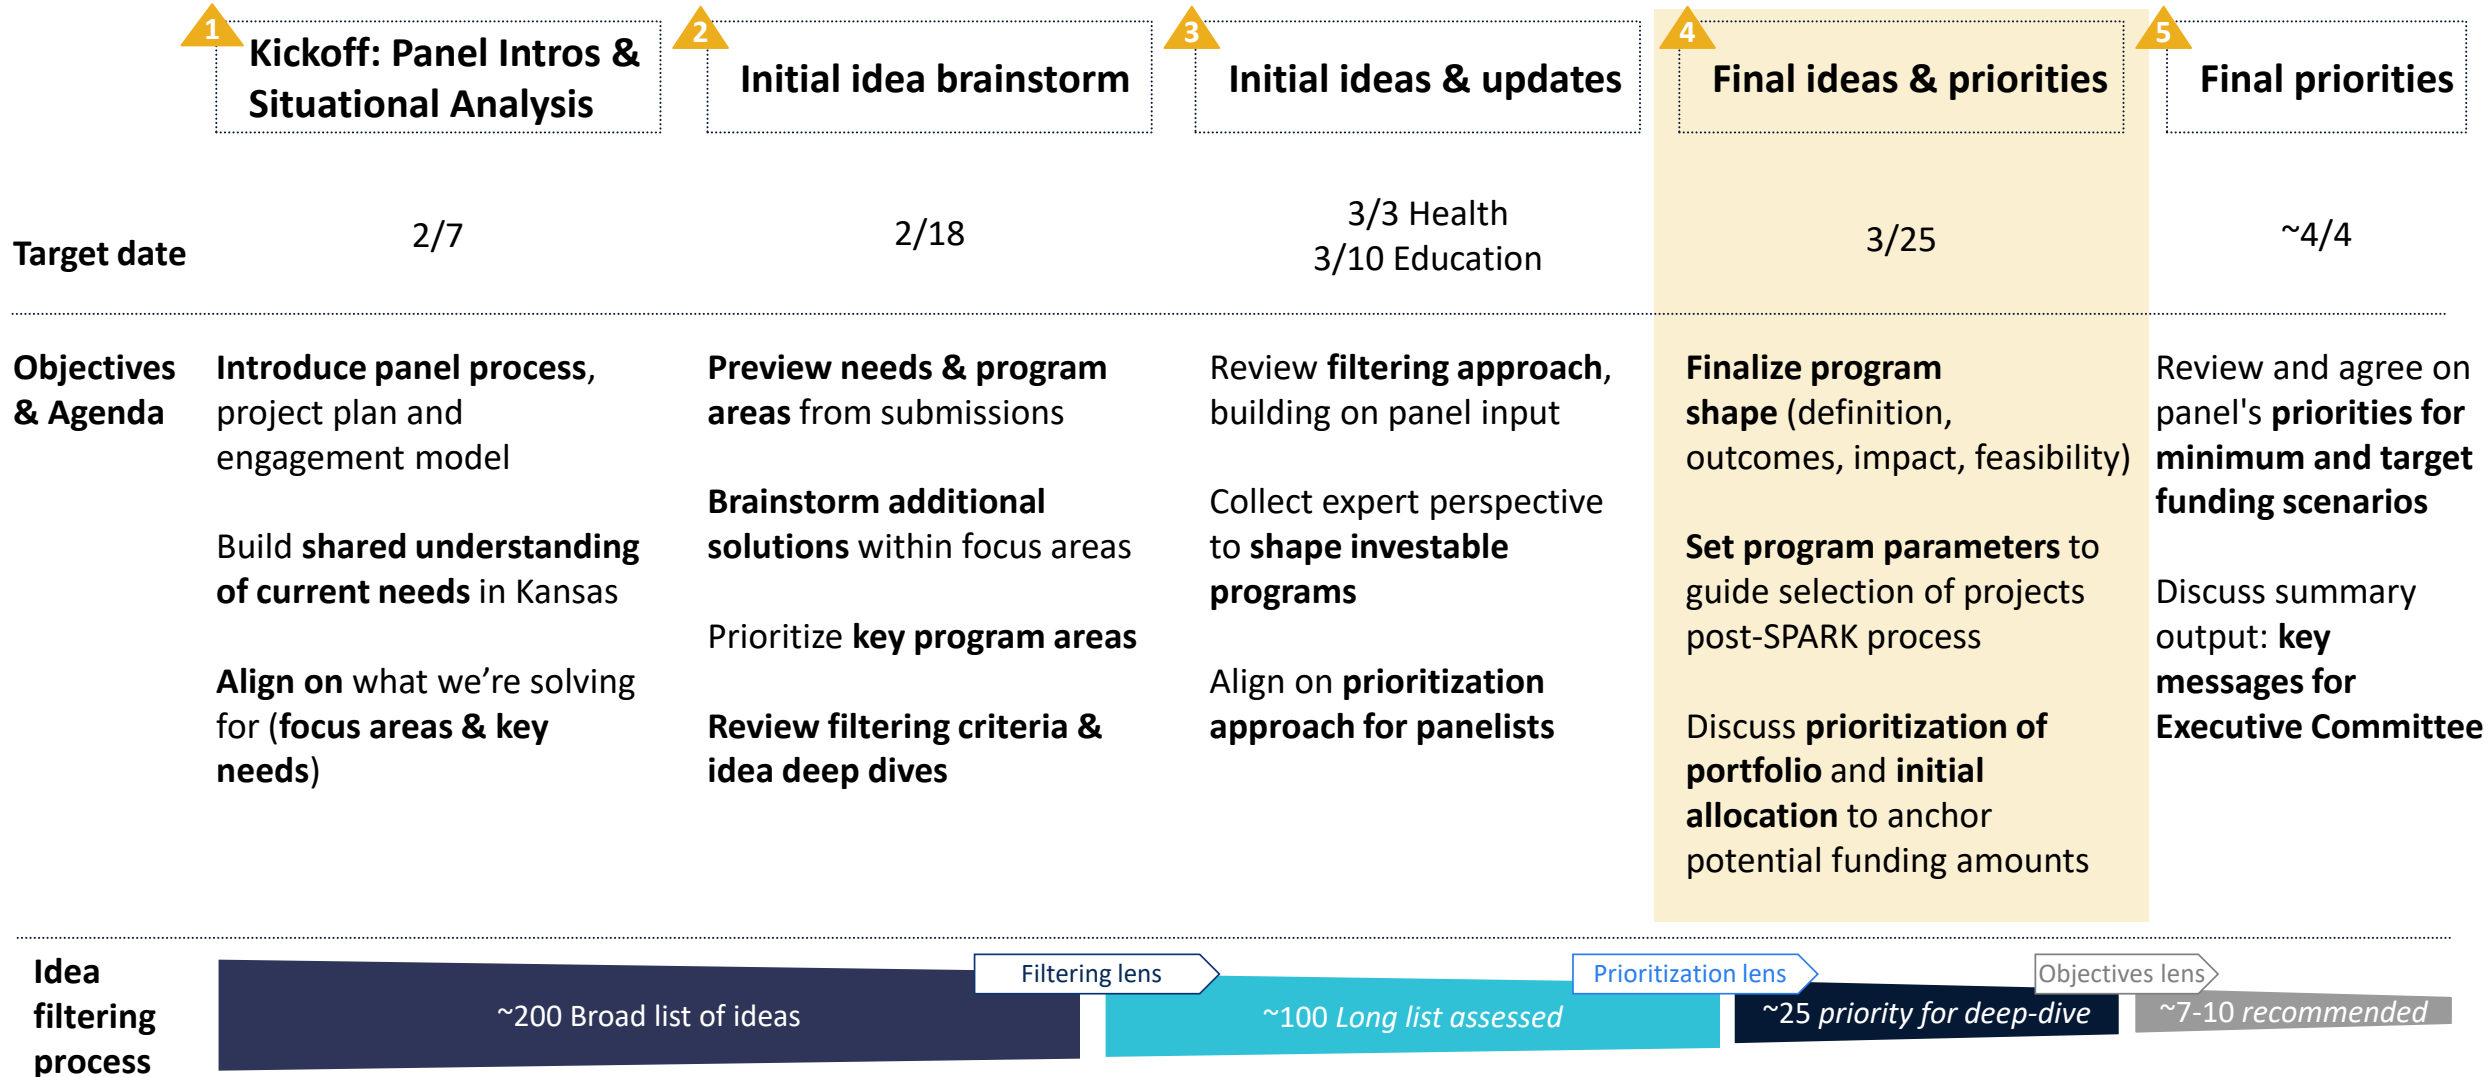 1
Kickoff: Panel Intros &
Situational Analysis
2
Initial idea brainstorm
3
Initial ideas & updates
4
Final ideas & priorities
5
Final priorities
Target date
2/7
2/18
3/3 Health
3/10 Education
3/25
~4/4
Objectives
& Agenda
Introduce panel process,
project plan and
engagement model
Build shared understanding
of current needs in Kansas
Align on what we’re solving
for (focus areas & key
needs)
Preview needs & program
areas from submissions
Brainstorm additional
solutions within focus areas
Prioritize key program areas
Review filtering criteria &
idea deep dives
Review filtering approach,
building on panel input
Collect expert perspective
to shape investable
programs
Align on prioritization
approach for panelists
Finalize program
shape (definition,
outcomes, impact, feasibility)
Set program parameters to
guide selection of projects
post-SPARK process
Discuss prioritization of
portfolio and initial
allocation to anchor
potential funding amounts
Review and agree on
panel's priorities for
minimum and target
funding scenarios
Discuss summary
output: key
messages for
Executive Committee
Idea
filtering
process
~200 Broad list of ideas
Filtering lens
~100 Long list assessed
Prioritization lens
~25 priority for deep-dive
Objectives lens
~7-10 recommended